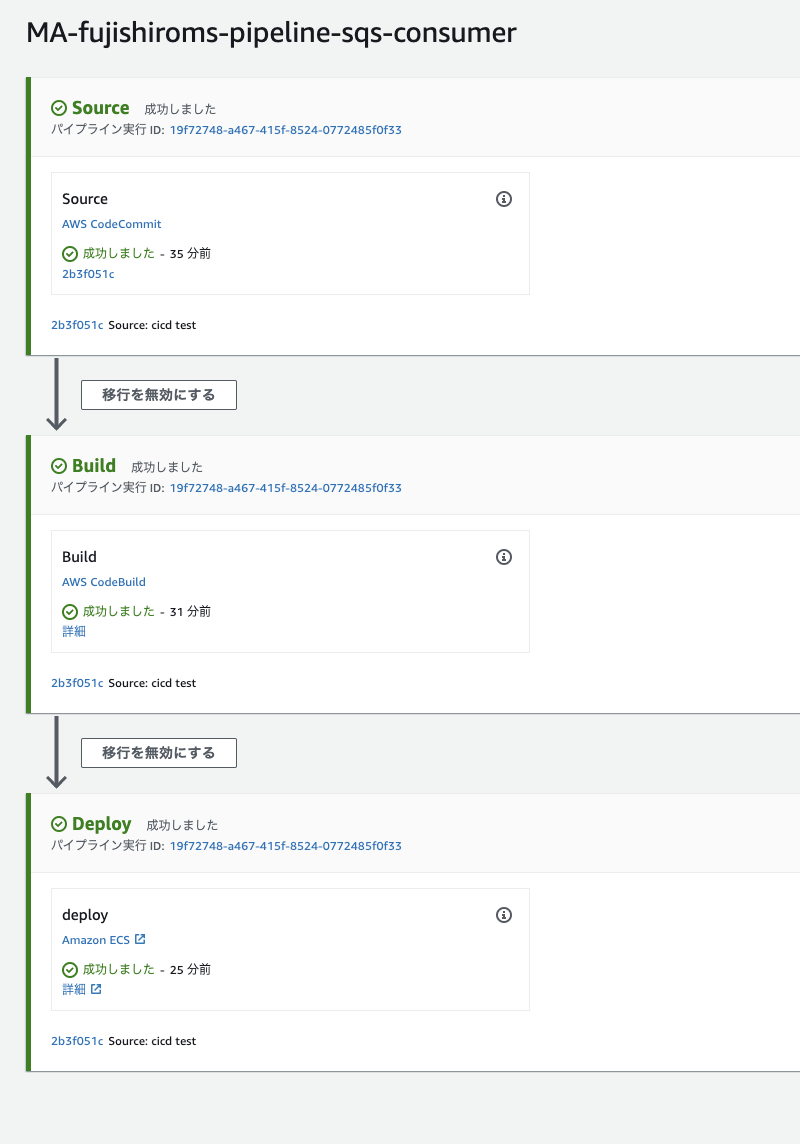 MA-fujishiroms-pipeline-sqs-consumer
Source 成功しました
パイプライン実行 ID: 19f72748-a467-415f-8524-0772485f0f33
Source
AWS CodeCommit
成功しました - 35 分前
2b3f051c
2b3f051c Source: cicd test
移行を無効にする
Build 成功しました
パイプライン実行 ID: 19f72748-a467-415f-8524-0772485f0f33
Build
AWS CodeBuild
成功しました - 31 分前
詳細
2b3f051c Source: cicd test
移行を無効にする
Deploy 成功しました
パイプライン実行 ID: 19f72748-a467-415f-8524-0772485f0f33
deploy
Amazon ECS
成功しました - 25 分前
詳細
2b3f051c Source: cicd test